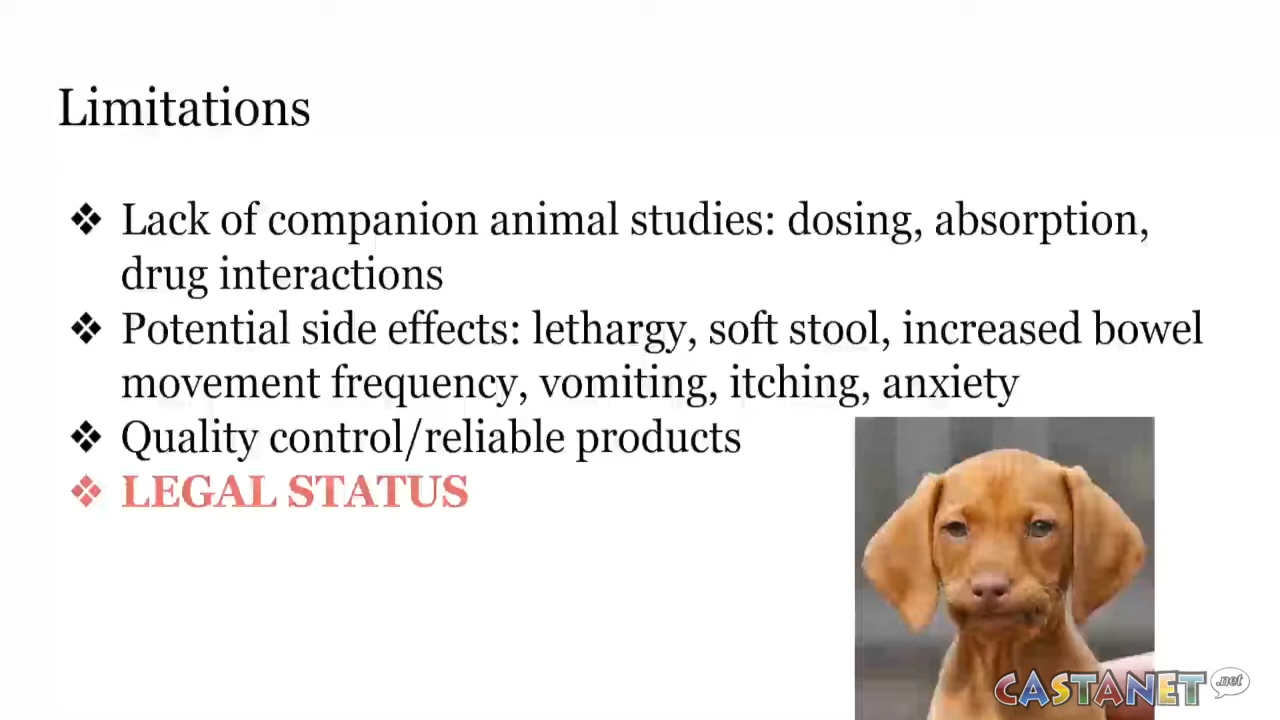 Limitations
❖ Lack of companion animal studies: dosing, absorption,
drug interactions
❖ Potential side effects: lethargy, soft stool, increased bowel
movement frequency, vomiting, itching, anxiety
❖ Quality control/reliable products
❖ LEGAL STATUS
CASTANET .net